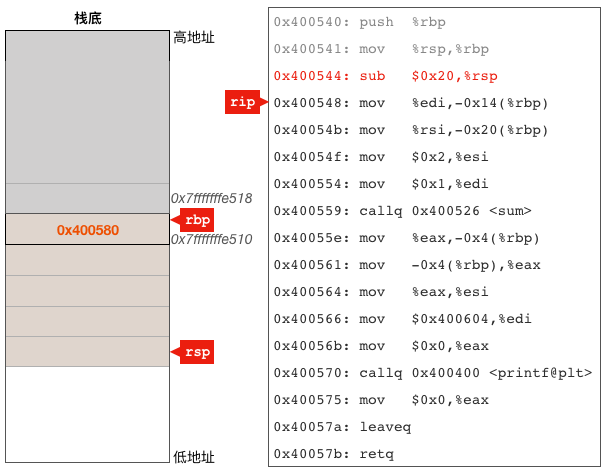 栈底
高地址
0x7fffffffe518
rbp
0x400580
0x7fffffffe510
rsp
低地址
rip
0x400540: push %rbp
0x400541: mov %rsp,%rbp
0x400544: sub $0x20,%rsp
0x400548: mov %edi,-0x14(%rbp)
0x40054b: mov %rsi,-0x20(%rbp)
0x40054f: mov $0x2,%esi
0x400554: mov $0x1,%edi
0x400559: callq 0x400526 <sum>
0x40055e: mov %eax,-0x4(%rbp)
0x400561: mov -0x4(%rbp),%eax
0x400564: mov %eax,%esi
0x400566: mov $0x400604,%edi
0x40056b: mov $0x0,%eax
0x400570: callq 0x400400 <printf@plt>
0x400575: mov $0x0,%eax
0x40057a: leaveq
0x40057b: retq